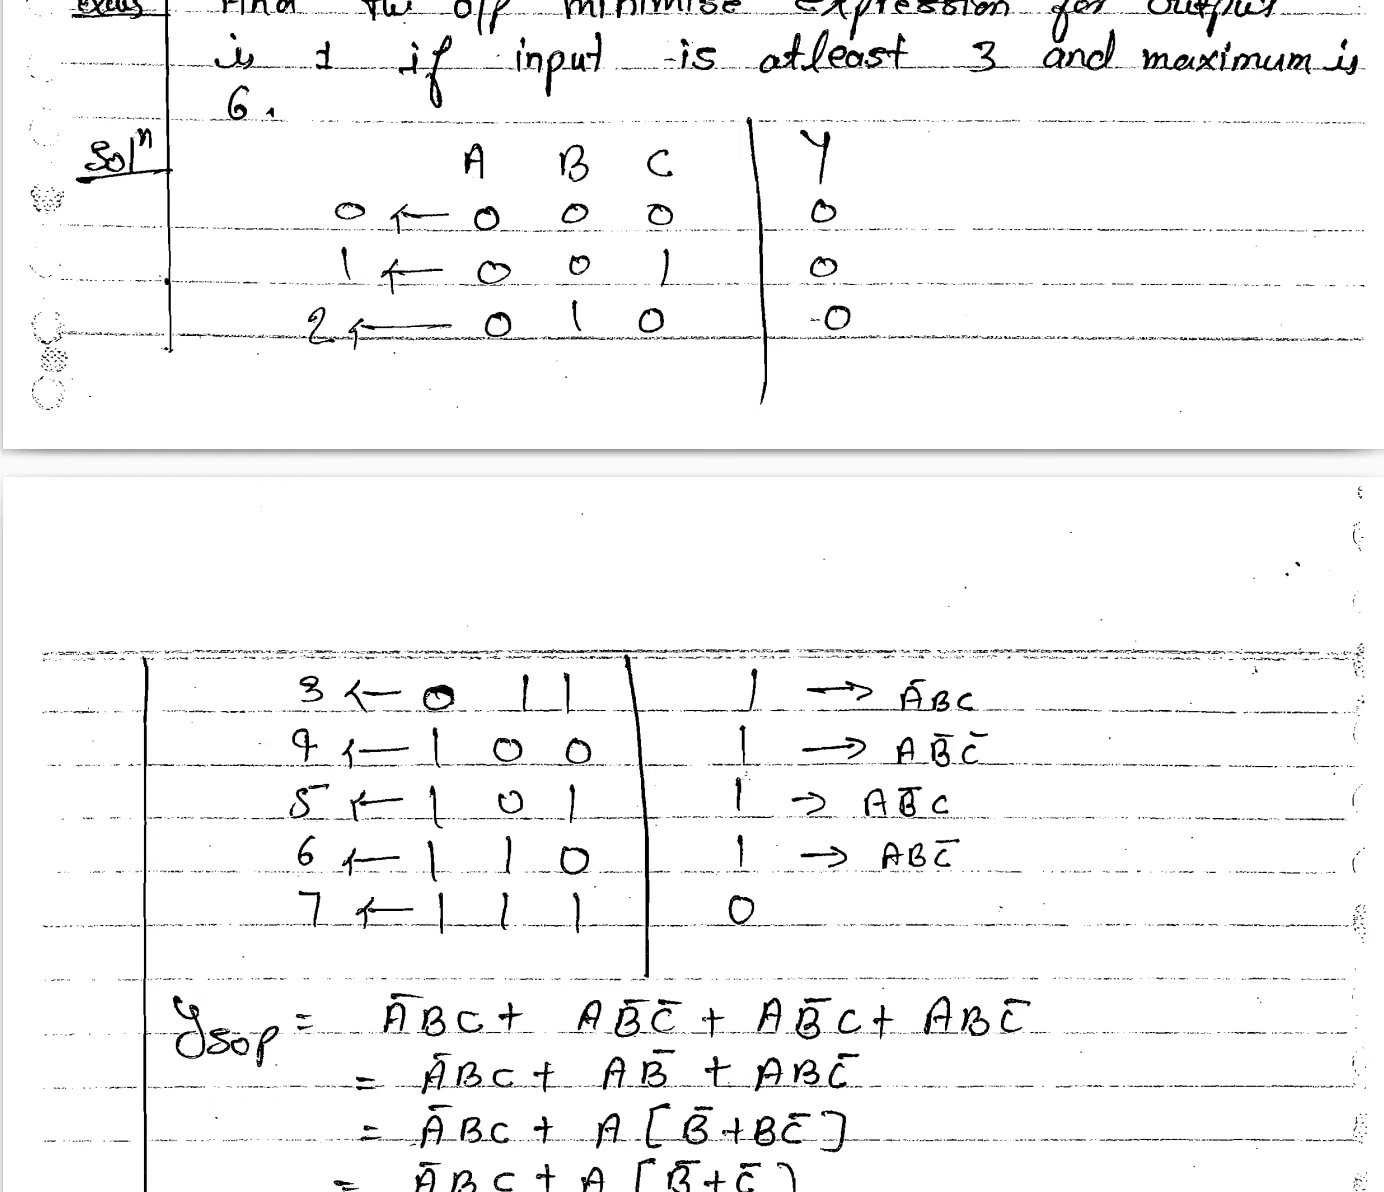 Find the o/p minimise expression for output
is 1 if input is atleast 3 and maximum is
6.
Solⁿ A B C Y
0 ← 0 0 0 0
1 ← 0 0 1 0
2 ← 0 1 0 0
3 ← 0 1 1 1 → ĀBC
4 ← 1 0 0 1 → AB̄C̄
5 ← 1 0 1 1 → AB̄C
6 ← 1 1 0 1 → ABC̄
7 ← 1 1 1 0
Ysop = ĀBC + AB̄C̄ + AB̄C + ABC̄
= ĀBC + AB̄ + ABC̄
= ĀBC + A[B̄+BC̄]
= ĀBC + A[B̄+C̄]